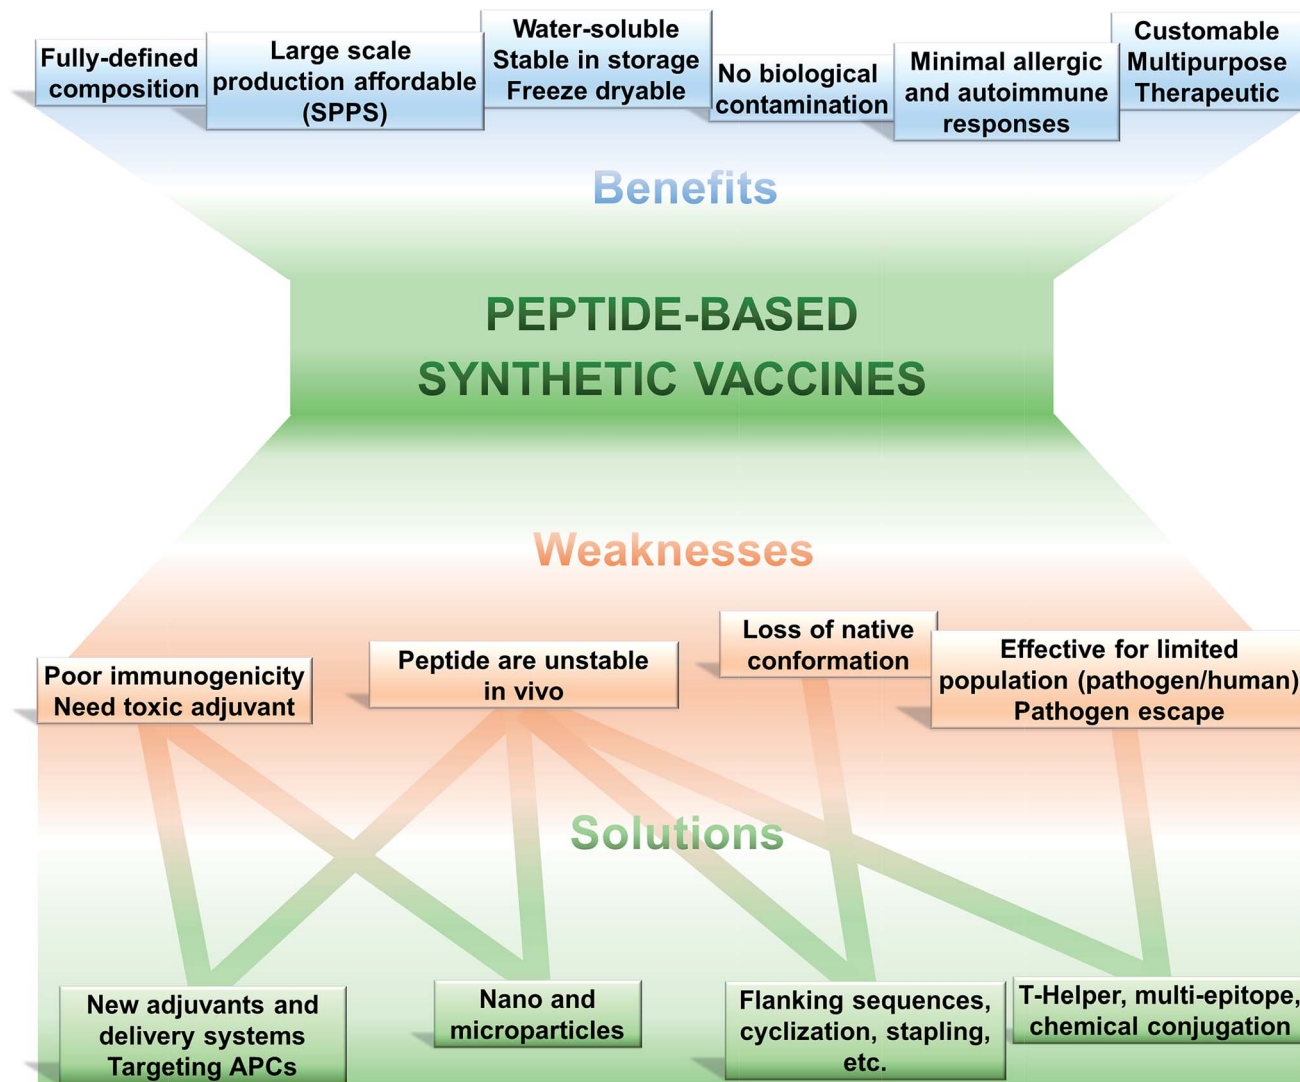 Fully-defined
composition
Large scale
production affordable
(SPPS)
Water-soluble
Stable in storage
Freeze dryable
No biological
contamination
Minimal allergic
and autoimmune
responses
Customable
Multipurpose
Therapeutic
Benefits
PEPTIDE-BASED
SYNTHETIC VACCINES
Weaknesses
Poor immunogenicity
Need toxic adjuvant
Peptide are unstable
in vivo
Loss of native
conformation
Effective for limited
population (pathogen/human)
Pathogen escape
Solutions
New adjuvants and
delivery systems
Targeting APCs
Nano and
microparticles
Flanking sequences,
cyclization, stapling,
etc.
T-Helper, multi-epitope,
chemical conjugation